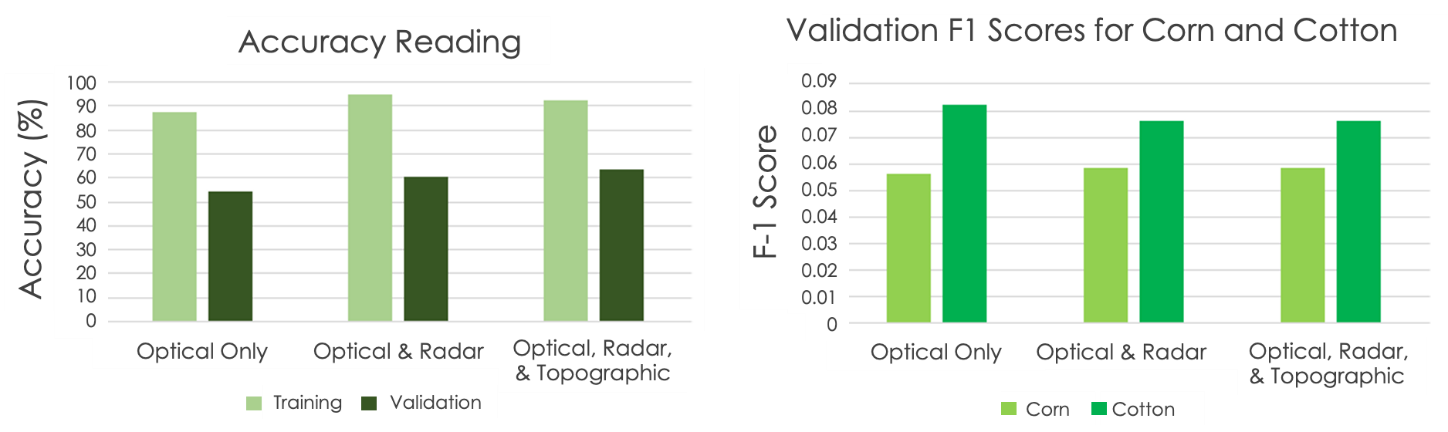 Accuracy Reading
Accuracy (%)
100
90
80
70
60
50
40
30
20
10
0
Optical Only
Optical & Radar
Optical, Radar,
& Topographic
Training
Validation
Validation F1 Scores for Corn and Cotton
F-1 Score
0.09
0.08
0.07
0.06
0.05
0.04
0.03
0.02
0.01
0
Optical Only
Optical & Radar
Optical, Radar,
& Topographic
Corn
Cotton